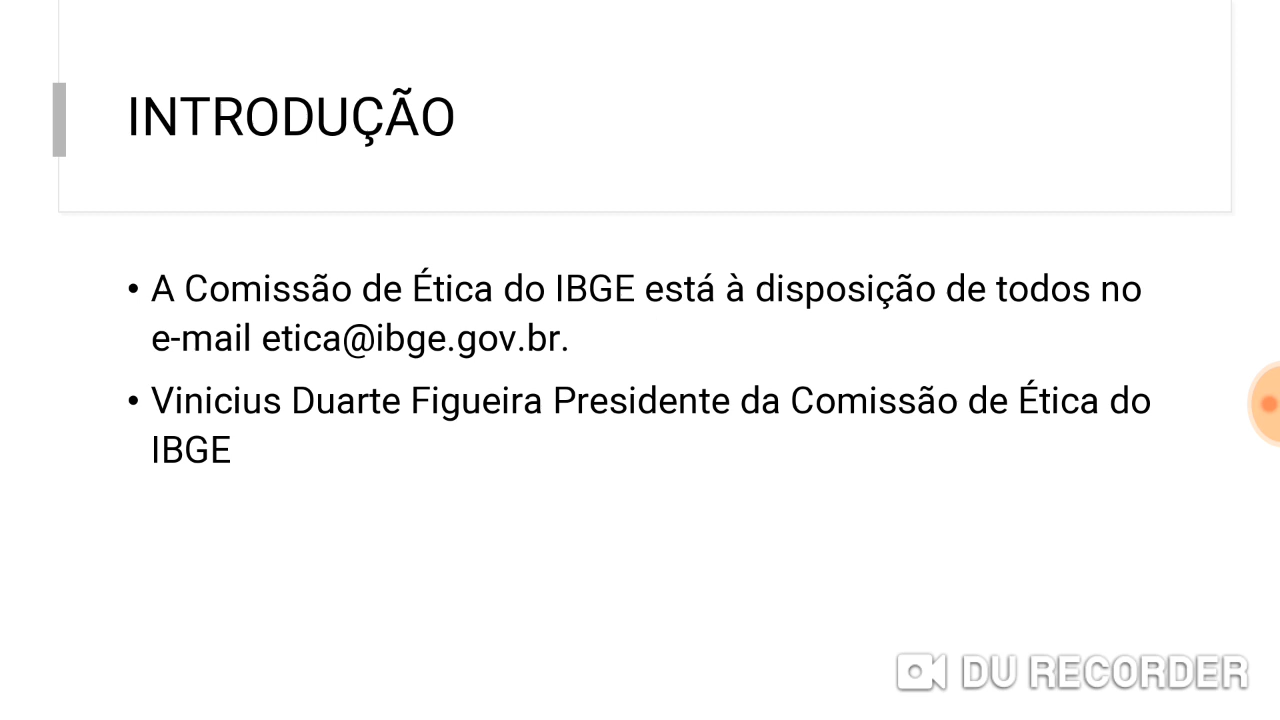 INTRODUÇÃO
• A Comissão de Ética do IBGE está à disposição de todos no
e-mail etica@ibge.gov.br.
• Vinicius Duarte Figueira Presidente da Comissão de Ética do
IBGE
DU RECORDER